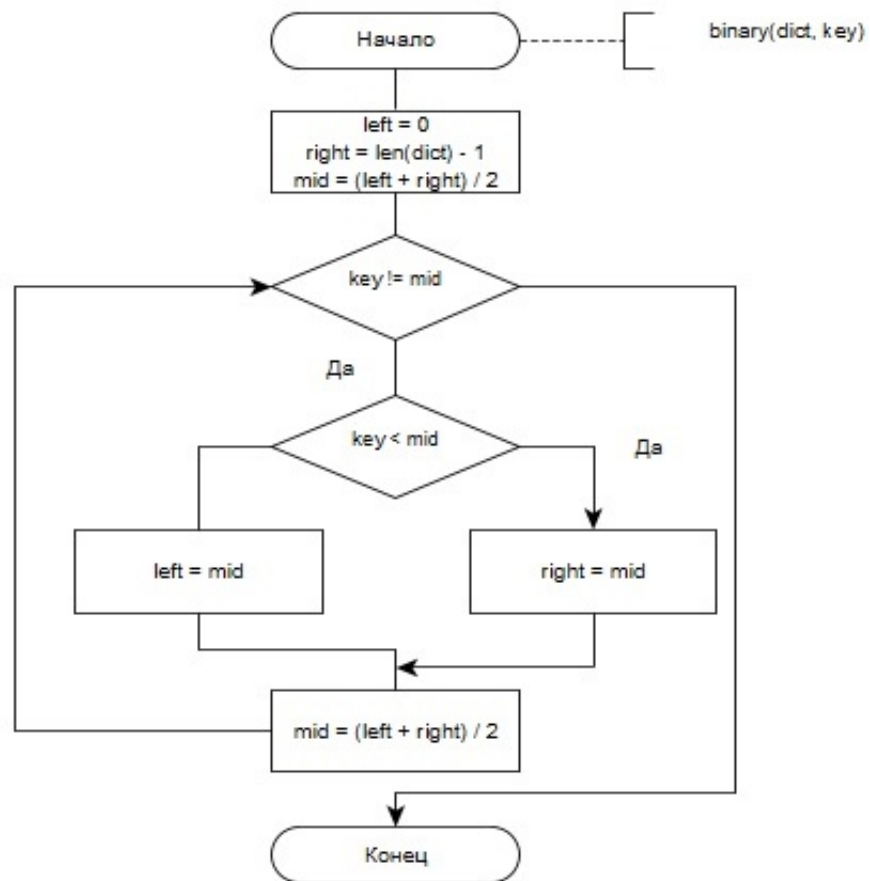 Начало
binary(dict, key)
left = 0
right = len(dict) - 1
mid = (left + right) / 2
key != mid
Да
key < mid
Да
left = mid
right = mid
mid = (left + right) / 2
Конец